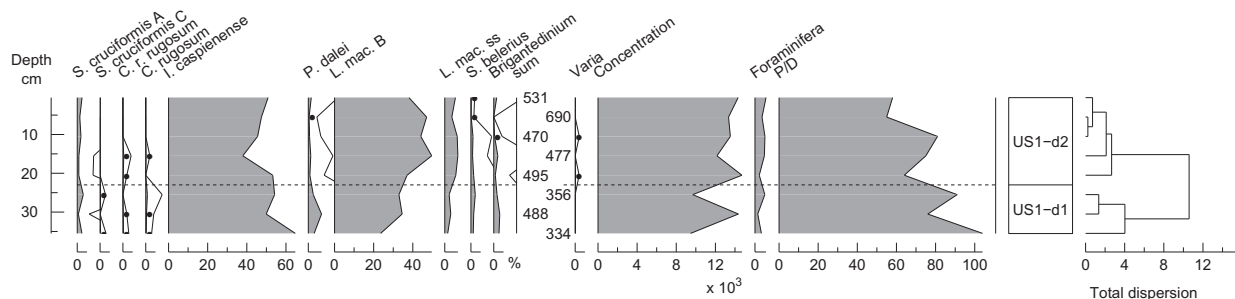 Depth
cm
S. cruciformis A
S. cruciformis C
C. r. rugosum
C. rugosum
I. caspienense
P. dalei
L. mac. B
L. mac. ss
S. belerius
Brigantedinium
sum
Varia
Concentration
Foraminifera
P/D
10
20
30
531
690
470
477
495
356
488
334
US1-d2
US1-d1
0 0 0 0 0 20 40 60 0 0 20 40 0 0 0 % 0 0 4 8 12 0 0 20 40 60 80 100 0 4 8 12
x 10³
Total dispersion